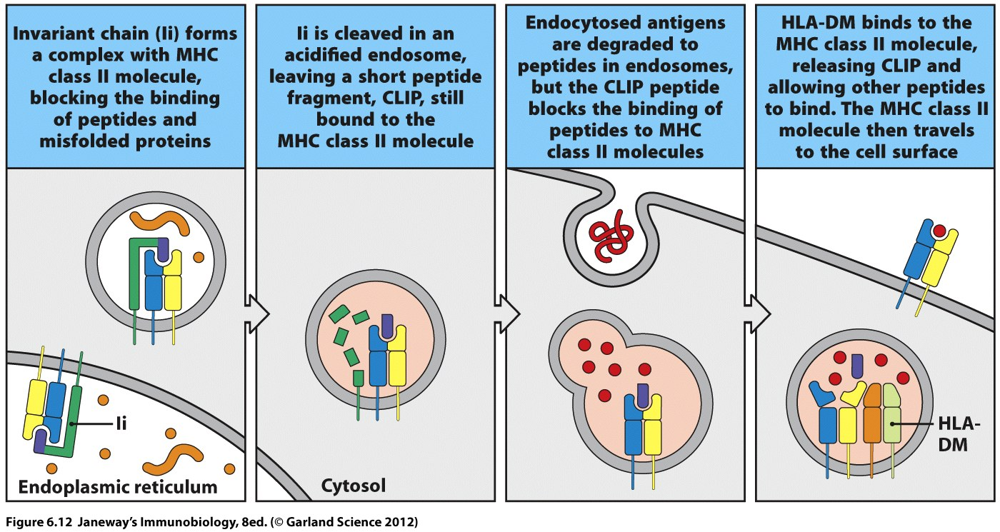 Invariant chain (Ii) forms
a complex with MHC
class II molecule,
blocking the binding
of peptides and
misfolded proteins
Ii is cleaved in an
acidified endosome,
leaving a short peptide
fragment, CLIP, still
bound to the
MHC class II molecule
Endocytosed antigens
are degraded to
peptides in endosomes,
but the CLIP peptide
blocks the binding of
peptides to MHC
class II molecules
HLA-DM binds to the
MHC class II molecule,
releasing CLIP and
allowing other peptides
to bind. The MHC class II
molecule then travels
to the cell surface
Ii
Endoplasmic reticulum
Cytosol
HLA-
DM
Figure 6.12 Janeway's Immunobiology, 8ed. (© Garland Science 2012)